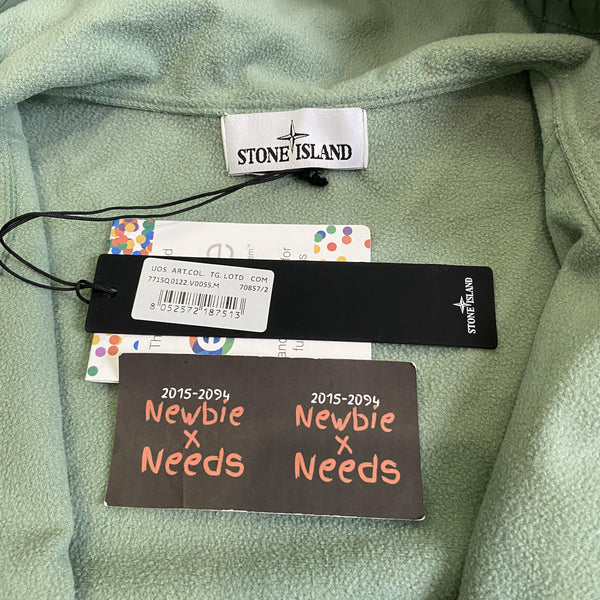 STONE ISLAND
UOS ART.COL. TG. LOTD COM
7715Q0122.V0055.M 70857/2
8 052572 187513
STONE ISLAND
2015-2094
Newbie
x
Needs
2015-2094
Newbie
x
Needs